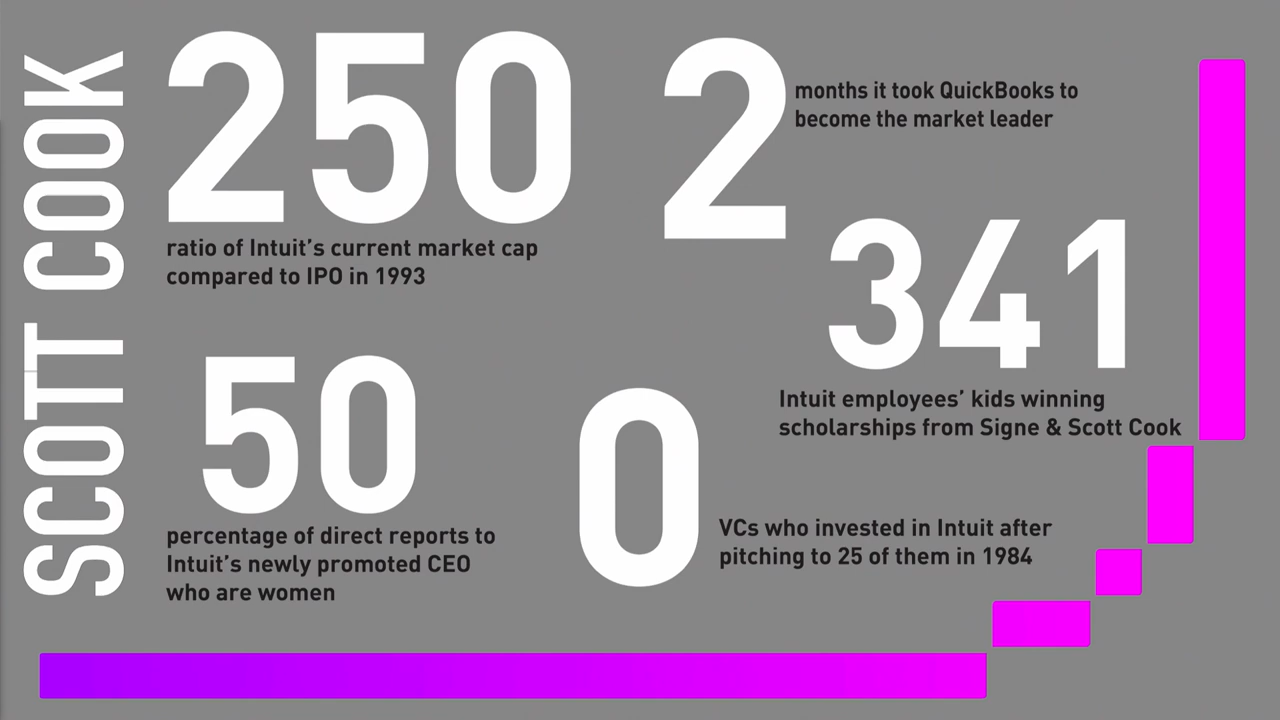 SCOTT COOK
250
ratio of Intuit’s current market cap
compared to IPO in 1993
2
months it took QuickBooks to
become the market leader
341
Intuit employees’ kids winning
scholarships from Signe & Scott Cook
50
percentage of direct reports to
Intuit’s newly promoted CEO
who are women
0
VCs who invested in Intuit after
pitching to 25 of them in 1984